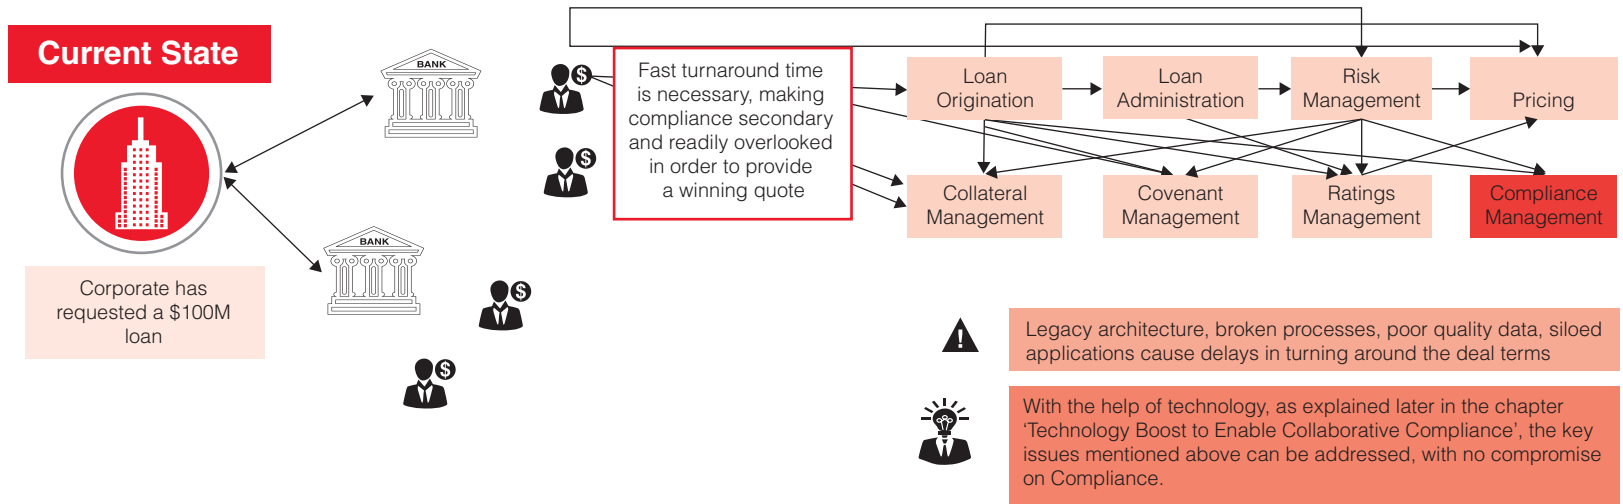 Current State
Corporate has
requested a $100M
loan
BANK
BANK
$
$
$
$
Fast turnaround time
is necessary, making
compliance secondary
and readily overlooked
in order to provide
a winning quote
Loan
Origination
Loan
Administration
Risk
Management
Pricing
Collateral
Management
Covenant
Management
Ratings
Management
Compliance
Management
!
Legacy architecture, broken processes, poor quality data, siloed
applications cause delays in turning around the deal terms
With the help of technology, as explained later in the chapter
‘Technology Boost to Enable Collaborative Compliance’, the key
issues mentioned above can be addressed, with no compromise
on Compliance.